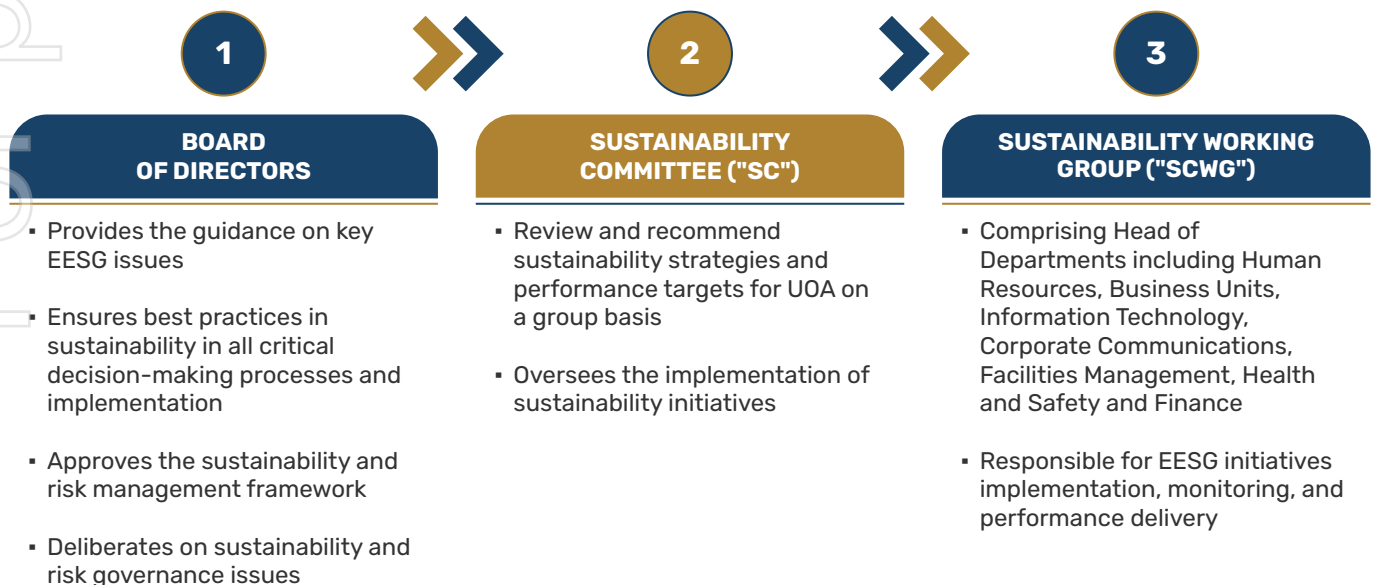 1
BOARD
OF DIRECTORS
▪ Provides the guidance on key
EESG issues
▪ Ensures best practices in
sustainability in all critical
decision-making processes and
implementation
▪ Approves the sustainability and
risk management framework
▪ Deliberates on sustainability and
risk governance issues
2
SUSTAINABILITY
COMMITTEE ("SC")
▪ Review and recommend
sustainability strategies and
performance targets for UOA on
a group basis
▪ Oversees the implementation of
sustainability initiatives
3
SUSTAINABILITY WORKING
GROUP ("SCWG")
▪ Comprising Head of
Departments including Human
Resources, Business Units,
Information Technology,
Corporate Communications,
Facilities Management, Health
and Safety and Finance
▪ Responsible for EESG initiatives
implementation, monitoring, and
performance delivery